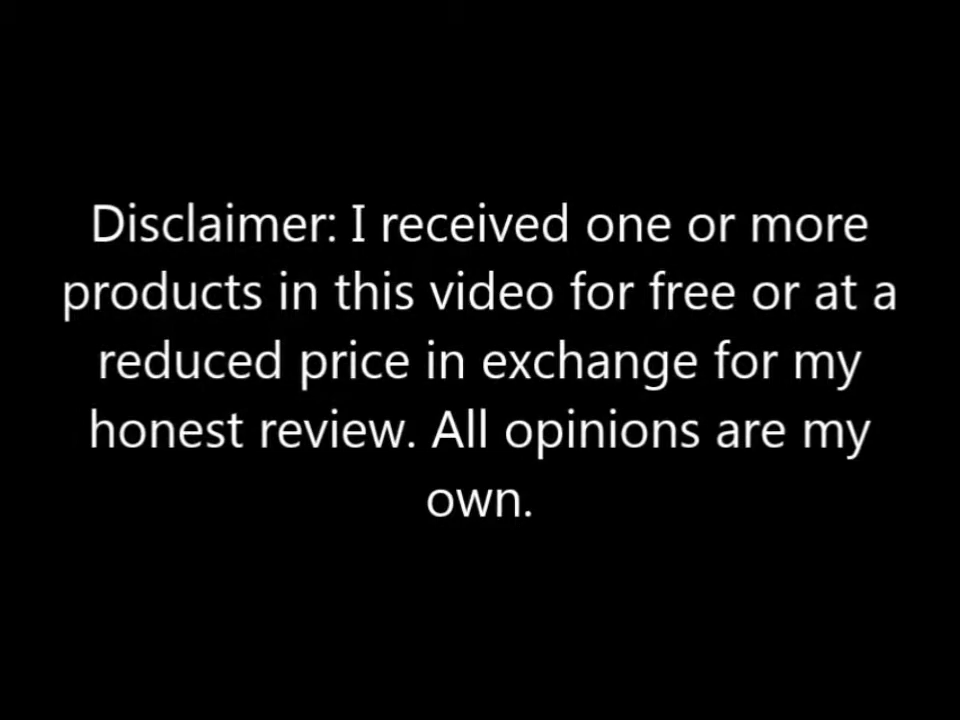 Disclaimer: I received one or more
products in this video for free or at a
reduced price in exchange for my
honest review. All opinions are my
own.